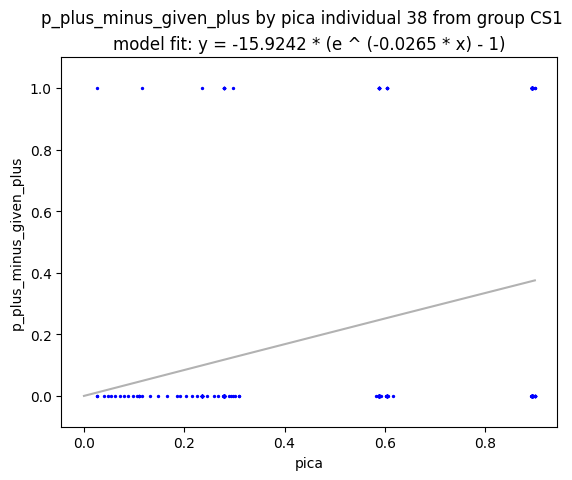 p_plus_minus_given_plus by pica individual 38 from group CS1
model fit: y = -15.9242 * (e ^ (-0.0265 * x) - 1)
1.0
0.8
0.6
0.4
0.2
0.0
p_plus_minus_given_plus
0.0 0.2 0.4 0.6 0.8
pica